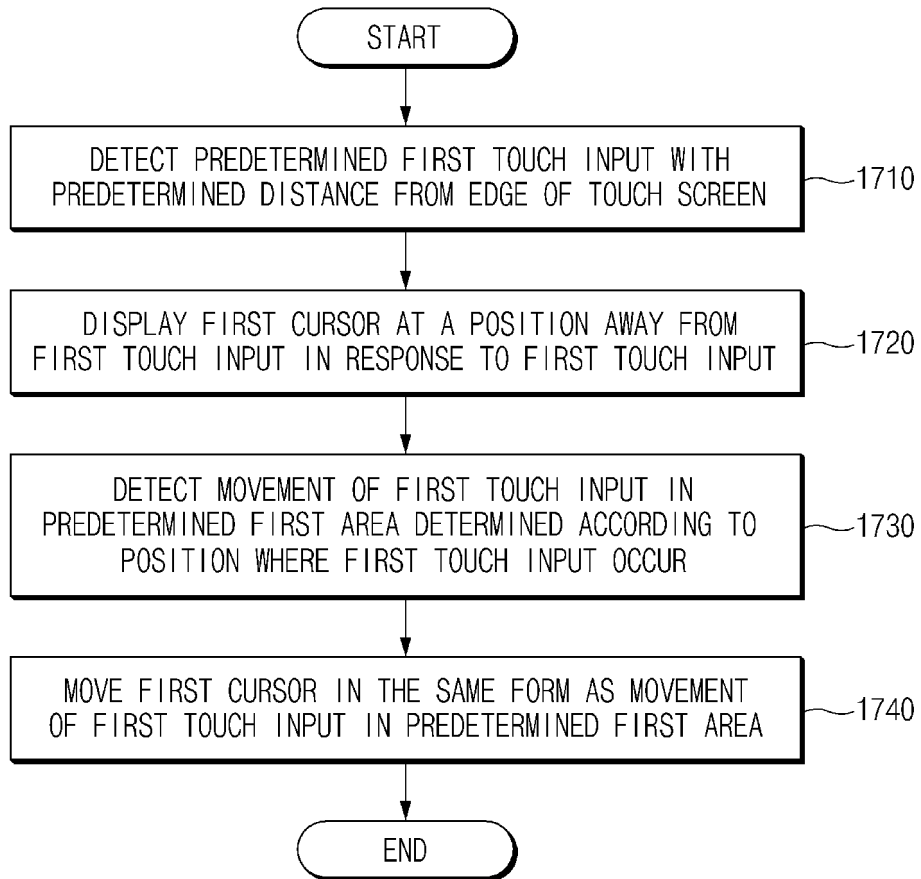 START
DETECT PREDETERMINED FIRST TOUCH INPUT WITH
PREDETERMINED DISTANCE FROM EDGE OF TOUCH SCREEN
1710
DISPLAY FIRST CURSOR AT A POSITION AWAY FROM
FIRST TOUCH INPUT IN RESPONSE TO FIRST TOUCH INPUT
1720
DETECT MOVEMENT OF FIRST TOUCH INPUT IN
PREDETERMINED FIRST AREA DETERMINED ACCORDING TO
POSITION WHERE FIRST TOUCH INPUT OCCUR
1730
MOVE FIRST CURSOR IN THE SAME FORM AS MOVEMENT
OF FIRST TOUCH INPUT IN PREDETERMINED FIRST AREA
1740
END